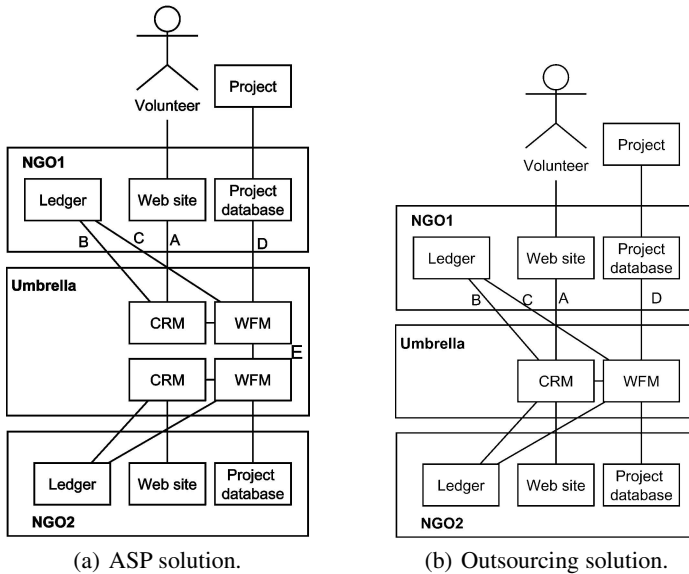 Volunteer
Project
NGO1
Ledger
Web site
Project
database
B
C
A
D
Umbrella
CRM
WFM
E
CRM
WFM
Ledger
Web site
Project
database
NGO2
(a) ASP solution.
Volunteer
Project
NGO1
Ledger
Web site
Project
database
B
C
A
D
Umbrella
CRM
WFM
Ledger
Web site
Project
database
NGO2
(b) Outsourcing solution.